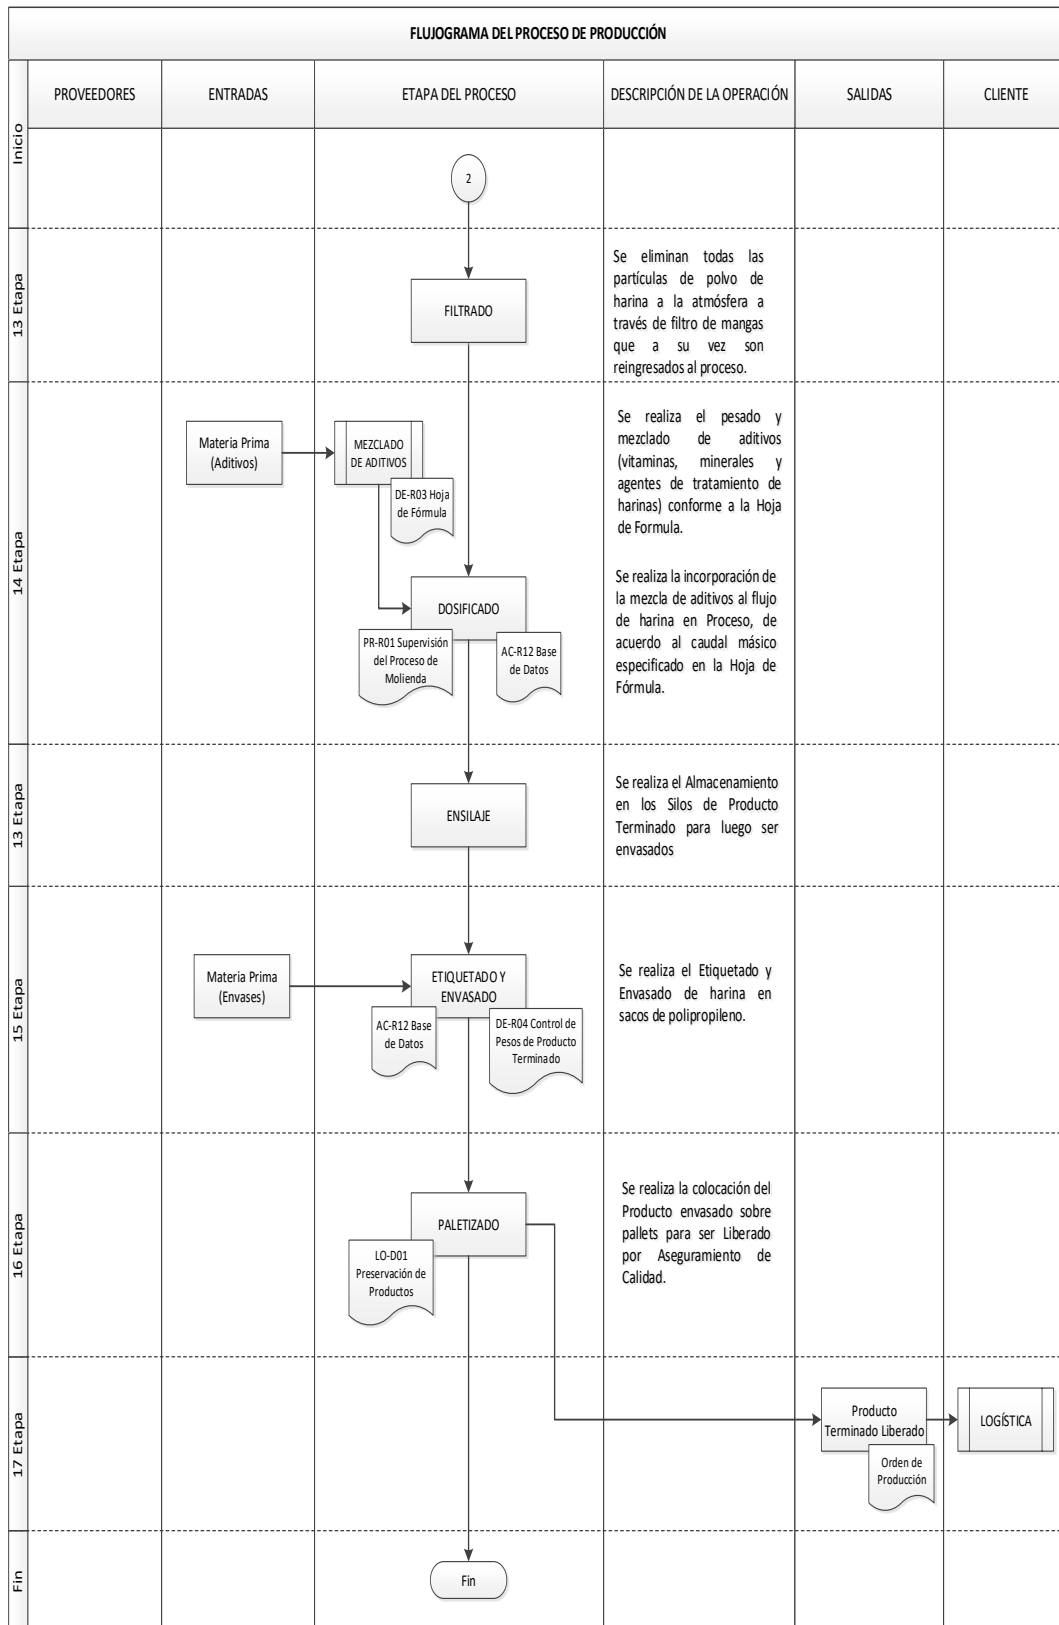 FLUJOGRAMA DEL PROCESO DE PRODUCCIÓN
PROVEEDORES
ENTRADAS
ETAPA DEL PROCESO
DESCRIPCIÓN DE LA OPERACIÓN
SALIDAS
CLIENTE
Inicio
2
13 Etapa
FILTRADO
Se eliminan todas las
partículas de polvo de
harina a la atmósfera a
través de filtro de mangas
que a su vez son
reingresados al proceso.
14 Etapa
Materia Prima
(Aditivos)
MEZCLADO
DE ADITIVOS
DE-R03 Hoja
de Fórmula
Se realiza el pesado y
mezclado de aditivos
(vitaminas, minerales y
agentes de tratamiento de
harinas) conforme a la Hoja
de Formula.
DOSIFICADO
PR-R01 Supervisión
del Proceso de
Molienda
AC-R12 Base
de Datos
Se realiza la incorporación de
la mezcla de aditivos al flujo
de harina en Proceso, de
acuerdo al caudal másico
especificado en la Hoja de
Fórmula.
13 Etapa
ENSILAJE
Se realiza el Almacenamiento
en los Silos de Producto
Terminado para luego ser
envasados
15 Etapa
Materia Prima
(Envases)
ETIQUETADO Y
ENVASADO
AC-R12 Base
de Datos
DE-R04 Control de
Pesos de Producto
Terminado
Se realiza el Etiquetado y
Envasado de harina en
sacos de polipropileno.
16 Etapa
PALETIZADO
LO-D01
Preservación de
Productos
Se realiza la colocación del
Producto envasado sobre
pallets para ser Liberado
por Aseguramiento de
Calidad.
17 Etapa
Producto
Terminado Liberado
Orden de
Producción
LOGÍSTICA
Fin
Fin